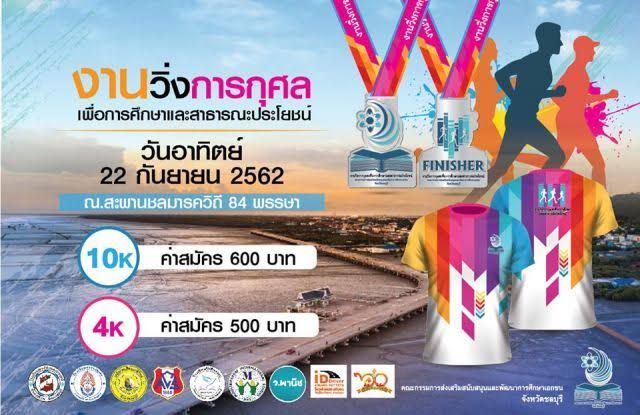 งานวิ่งการกุศล
เพื่อการศึกษาและสาธารณะประโยชน์
วันอาทิตย์
22 กันยายน 2562
ณ.สะพานชลมารควิถี 84 พรรษา
10K ค่าสมัคร 600 บาท
4K ค่าสมัคร 500 บาท
FINISHER
ว.พานิช
คณะกรรมการส่งเสริมสนับสนุนและพัฒนาการศึกษาเอกชน
จังหวัดชลบุรี